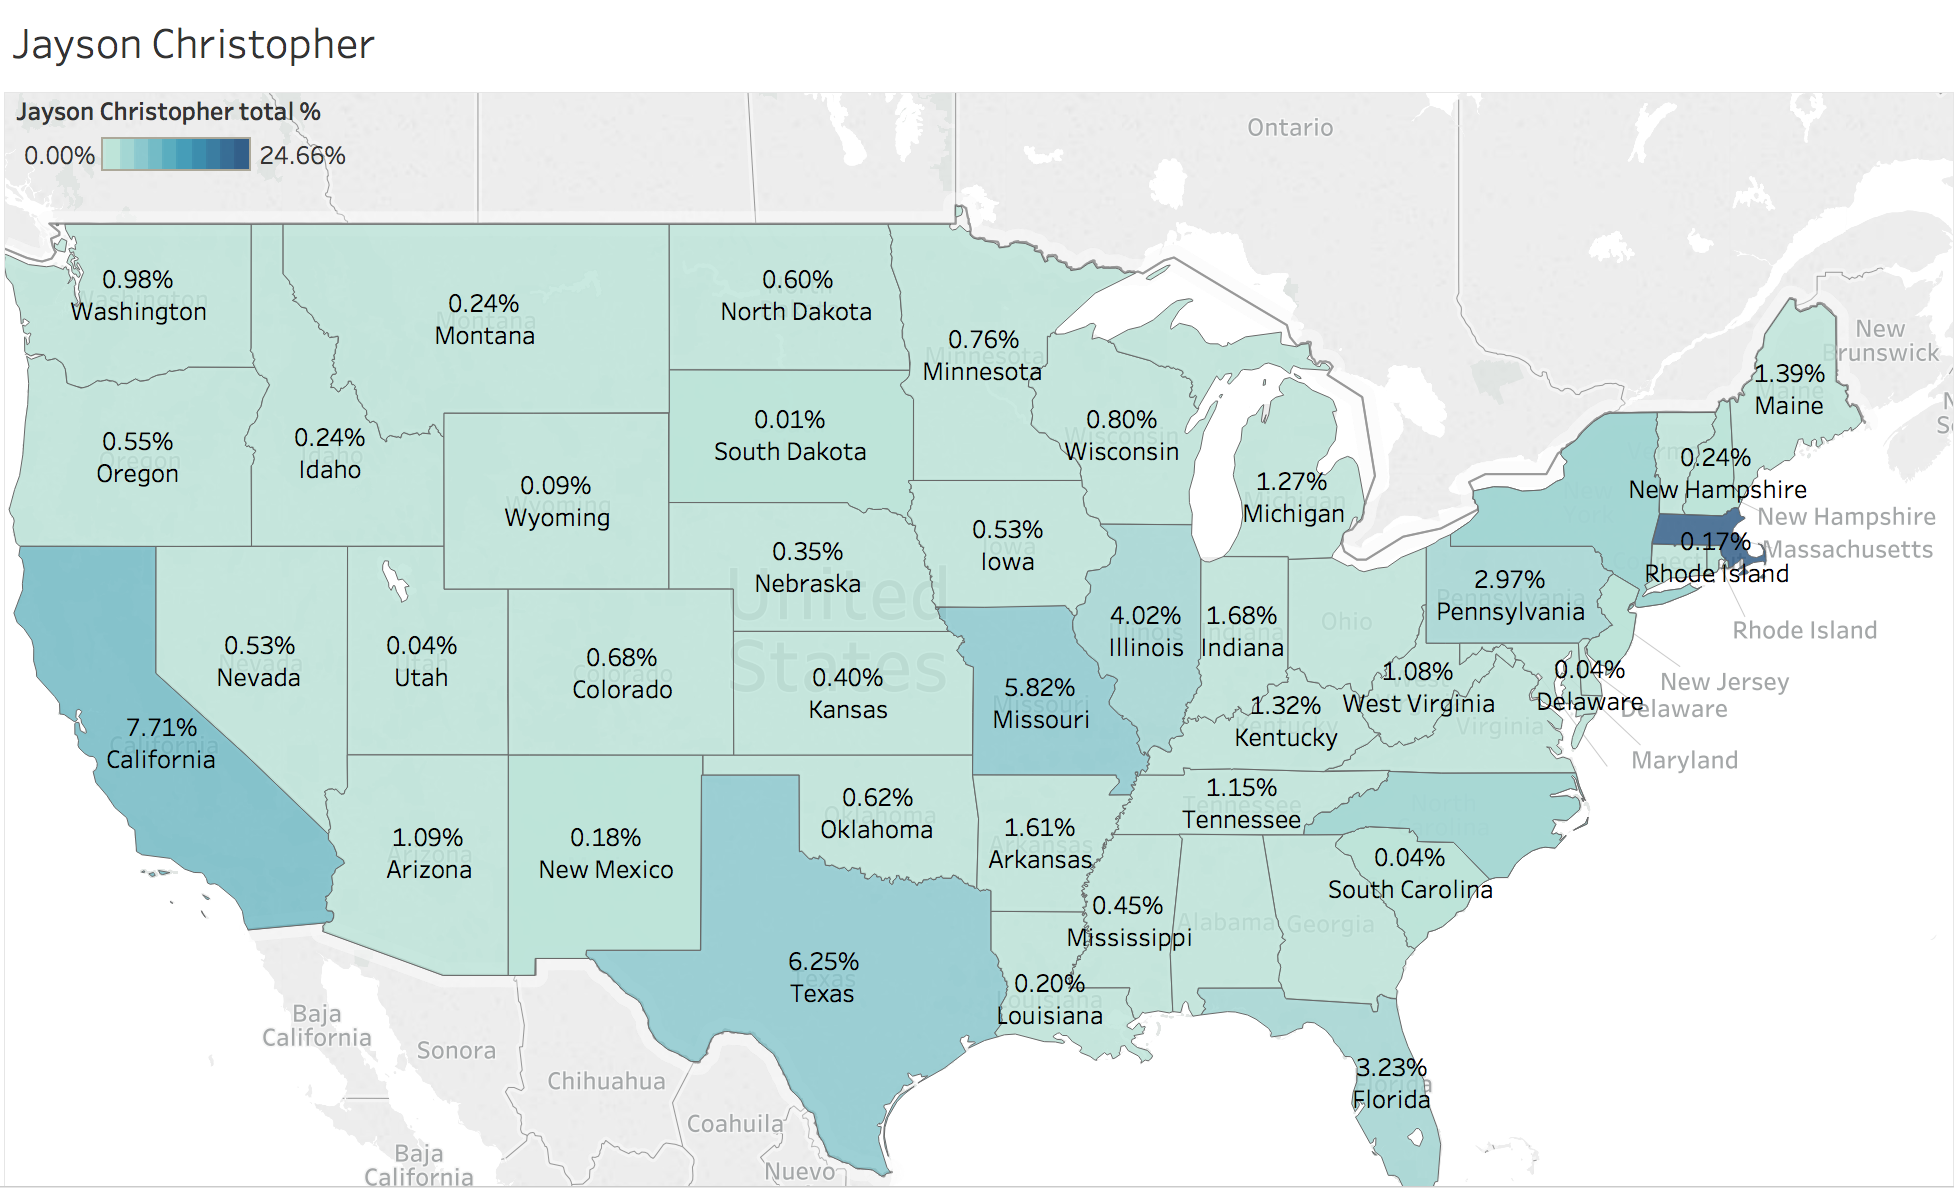 Jayson Christopher
Jayson Christopher total %
0.00% 24.66%
Ontario
0.98%
Washington
0.24%
Montana
0.60%
North Dakota
0.76%
Minnesota
New
Brunswick
1.39%
Maine
0.55%
Oregon
0.24%
Idaho
0.01%
South Dakota
0.80%
Wisconsin
1.27%
Michigan
0.24%
New Hampshire
New Hampshire
0.09%
Wyoming
0.53%
Iowa
0.17%
Rhode Island
Massachusetts
0.35%
Nebraska
United
States
2.97%
Pennsylvania
Rhode Island
4.02%
Illinois
1.68%
Indiana
Ohio
0.53%
Nevada
0.04%
Utah
0.68%
Colorado
0.40%
Kansas
5.82%
Missouri
1.32%
Kentucky
1.08%
West Virginia
Virginia
0.04%
Delaware
New Jersey
Delaware
Maryland
7.71%
California
1.09%
Arizona
0.18%
New Mexico
0.62%
Oklahoma
1.61%
Arkansas
1.15%
Tennessee
North
Carolina
0.04%
South Carolina
0.45%
Mississippi
Alabama
Georgia
6.25%
Texas
0.20%
Louisiana
3.23%
Florida
Baja
California
Sonora
Chihuahua
Coahuila
Baja
California
Nuevo